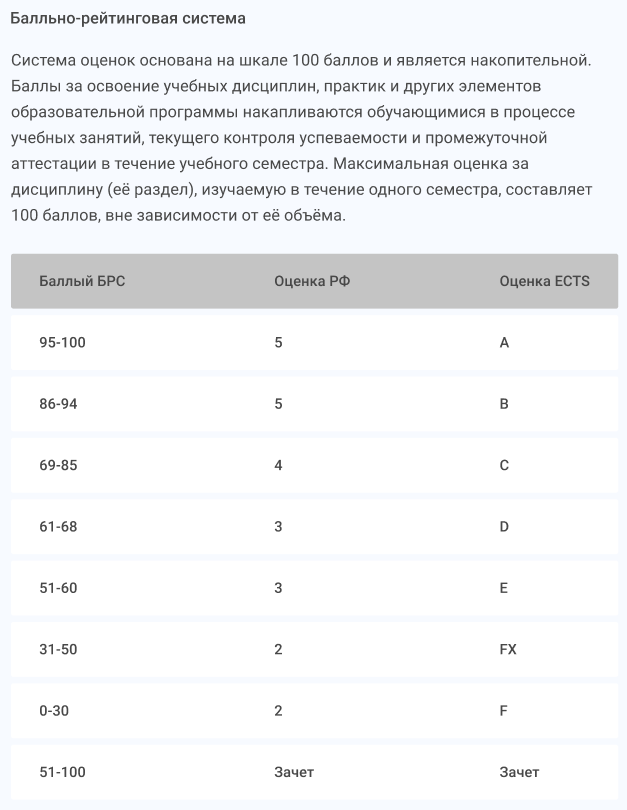 Балльно-рейтинговая система
Система оценок основана на шкале 100 баллов и является накопительной.
Баллы за освоение учебных дисциплин, практик и других элементов
образовательной программы накапливаются обучающимися в процессе
учебных занятий, текущего контроля успеваемости и промежуточной
аттестации в течение учебного семестра. Максимальная оценка за
дисциплину (её раздел), изучаемую в течение одного семестра, составляет
100 баллов, вне зависимости от её объёма.
Баллый БРС Оценка РФ Оценка ECTS
95-100 5 A
86-94 5 B
69-85 4 C
61-68 3 D
51-60 3 E
31-50 2 FX
0-30 2 F
51-100 Зачет Зачет